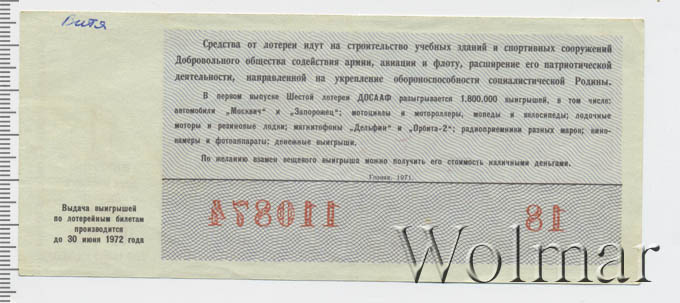 Витя
Средства от лотереи идут на строительство учебных зданий и спортивных сооружений
Добровольного общества содействия армии, авиации и флоту, расширение его патриотической
деятельности, направленной на укрепление обороноспособности социалистической Родины.
В первом выпуске Шестой лотереи ДОСААФ разыгрывается 1.800.000 выигрышей, в том числе:
автомобили „Москвич" и „Запорожец"; мотоциклы и мотороллеры, мопеды и велосипеды; лодочные
моторы и резиновые лодки; магнитофоны „Дельфин" и „Орбита-2"; радиоприемники разных марок; кино-
камеры и фотоаппараты; денежные выигрыши.
По желанию взамен вещевого выигрыша можно получить его стоимость наличными деньгами.
Гознак. 1971.
Выдача выигрышей
по лотерейным билетам
производится
до 30 июня 1972 года
110874
18
Wolmar